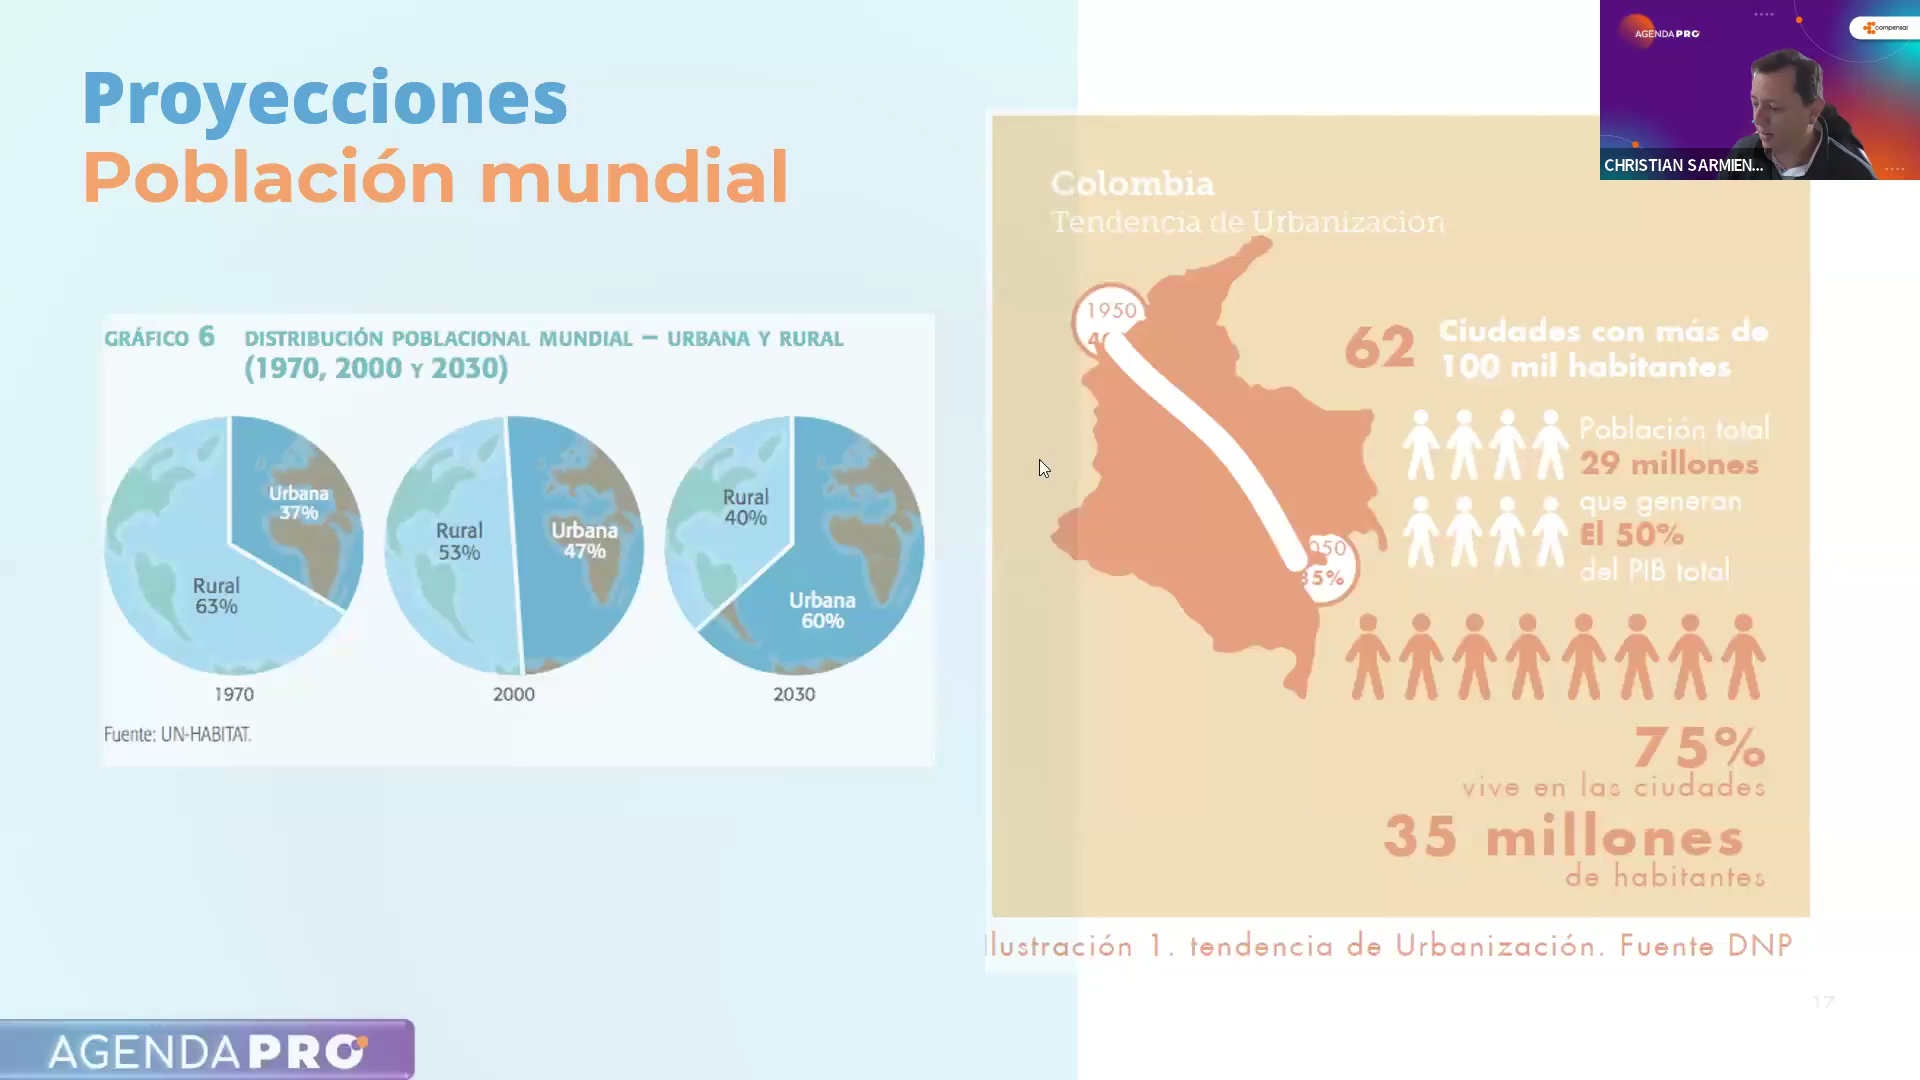 Proyecciones
Población mundial
GRÁFICO 6 DISTRIBUCIÓN POBLACIONAL MUNDIAL – URBANA Y RURAL
(1970, 2000 Y 2030)
Urbana
37%
Rural
63%
1970
Rural
53%
Urbana
47%
2000
Rural
40%
Urbana
60%
2030
Fuente: UN-HABITAT.
Colombia
Tendencia de Urbanización
1950
62 Ciudades con más de
100 mil habitantes
Población total
29 millones
que generan
El 50%
del PIB total
75%
vive en las ciudades
35 millones
de habitantes
lustración 1. tendencia de Urbanización. Fuente DNP
17
AGENDAPRO
AGENDAPRO
compensar
CHRISTIAN SARMIEN...